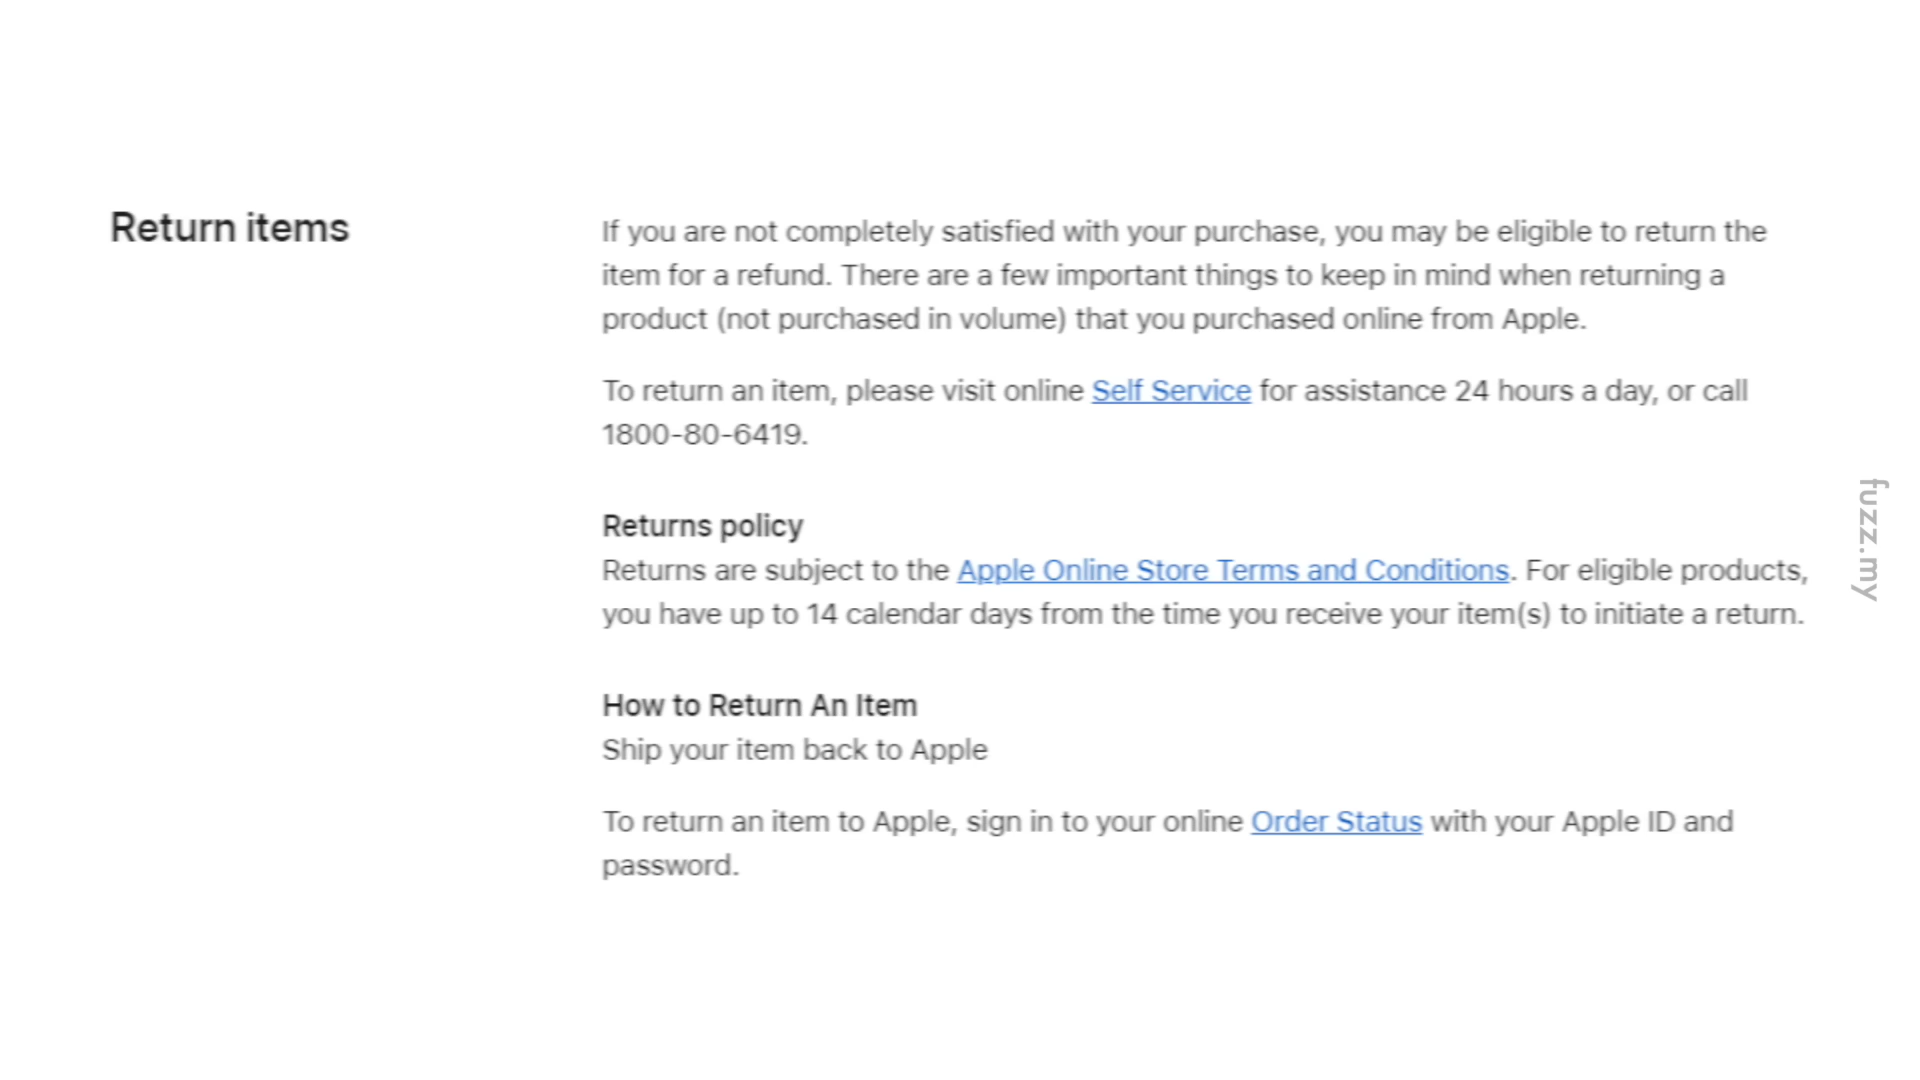 Return items
If you are not completely satisfied with your purchase, you may be eligible to return the
item for a refund. There are a few important things to keep in mind when returning a
product (not purchased in volume) that you purchased online from Apple.
To return an item, please visit online Self Service for assistance 24 hours a day, or call
1800-80-6419.
Returns policy
Returns are subject to the Apple Online Store Terms and Conditions. For eligible products,
you have up to 14 calendar days from the time you receive your item(s) to initiate a return.
How to Return An Item
Ship your item back to Apple
To return an item to Apple, sign in to your online Order Status with your Apple ID and
password.
fuzz.my